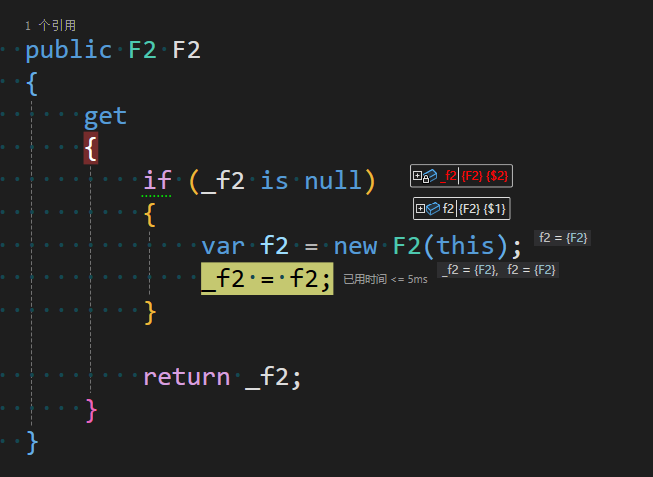 1 个引用
public F2 F2
{
get
{
if (_f2 is null)
_f2 {F2} {$2}
{
f2 {F2} {$1}
var f2 = new F2(this);
f2 = {F2}
_f2 = f2;
已用时间 <= 5ms
_f2 = {F2}, f2 = {F2}
}
return _f2;
}
}